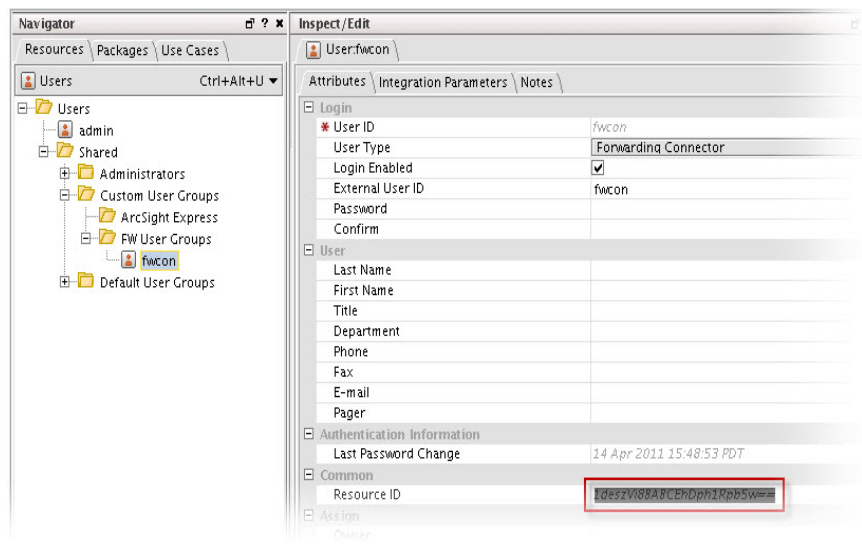 Navigator
? 
Resources Packages Use Cases
Users Ctrl+Alt+U
Users
admin
Shared
Administrators
Custom User Groups
ArcSight Express
FW User Groups
fwcon
Default User Groups
Inspect/Edit
User:fwcon
Attributes Integration Parameters Notes
Login
* User ID fwcon
User Type Forwarding Connector
Login Enabled
External User ID fwcon
Password
Confirm
User
Last Name
First Name
Title
Department
Phone
Fax
E-mail
Pager
Authentication Information
Last Password Change 14 Apr 2011 15:48:53 PDT
Common
Resource ID
Assign
Owner